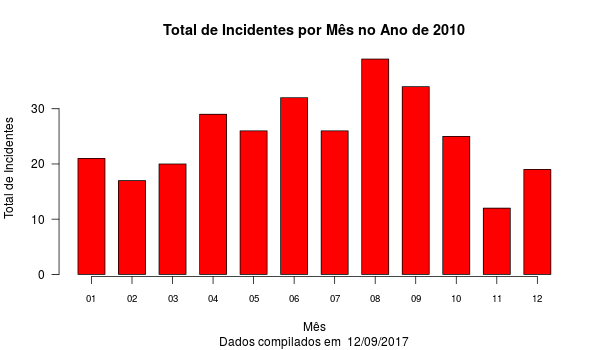 Total de Incidentes por Mês no Ano de 2010
Total de Incidentes
30
20
10
0
01 02 03 04 05 06 07 08 09 10 11 12
Mês
Dados compilados em 12/09/2017